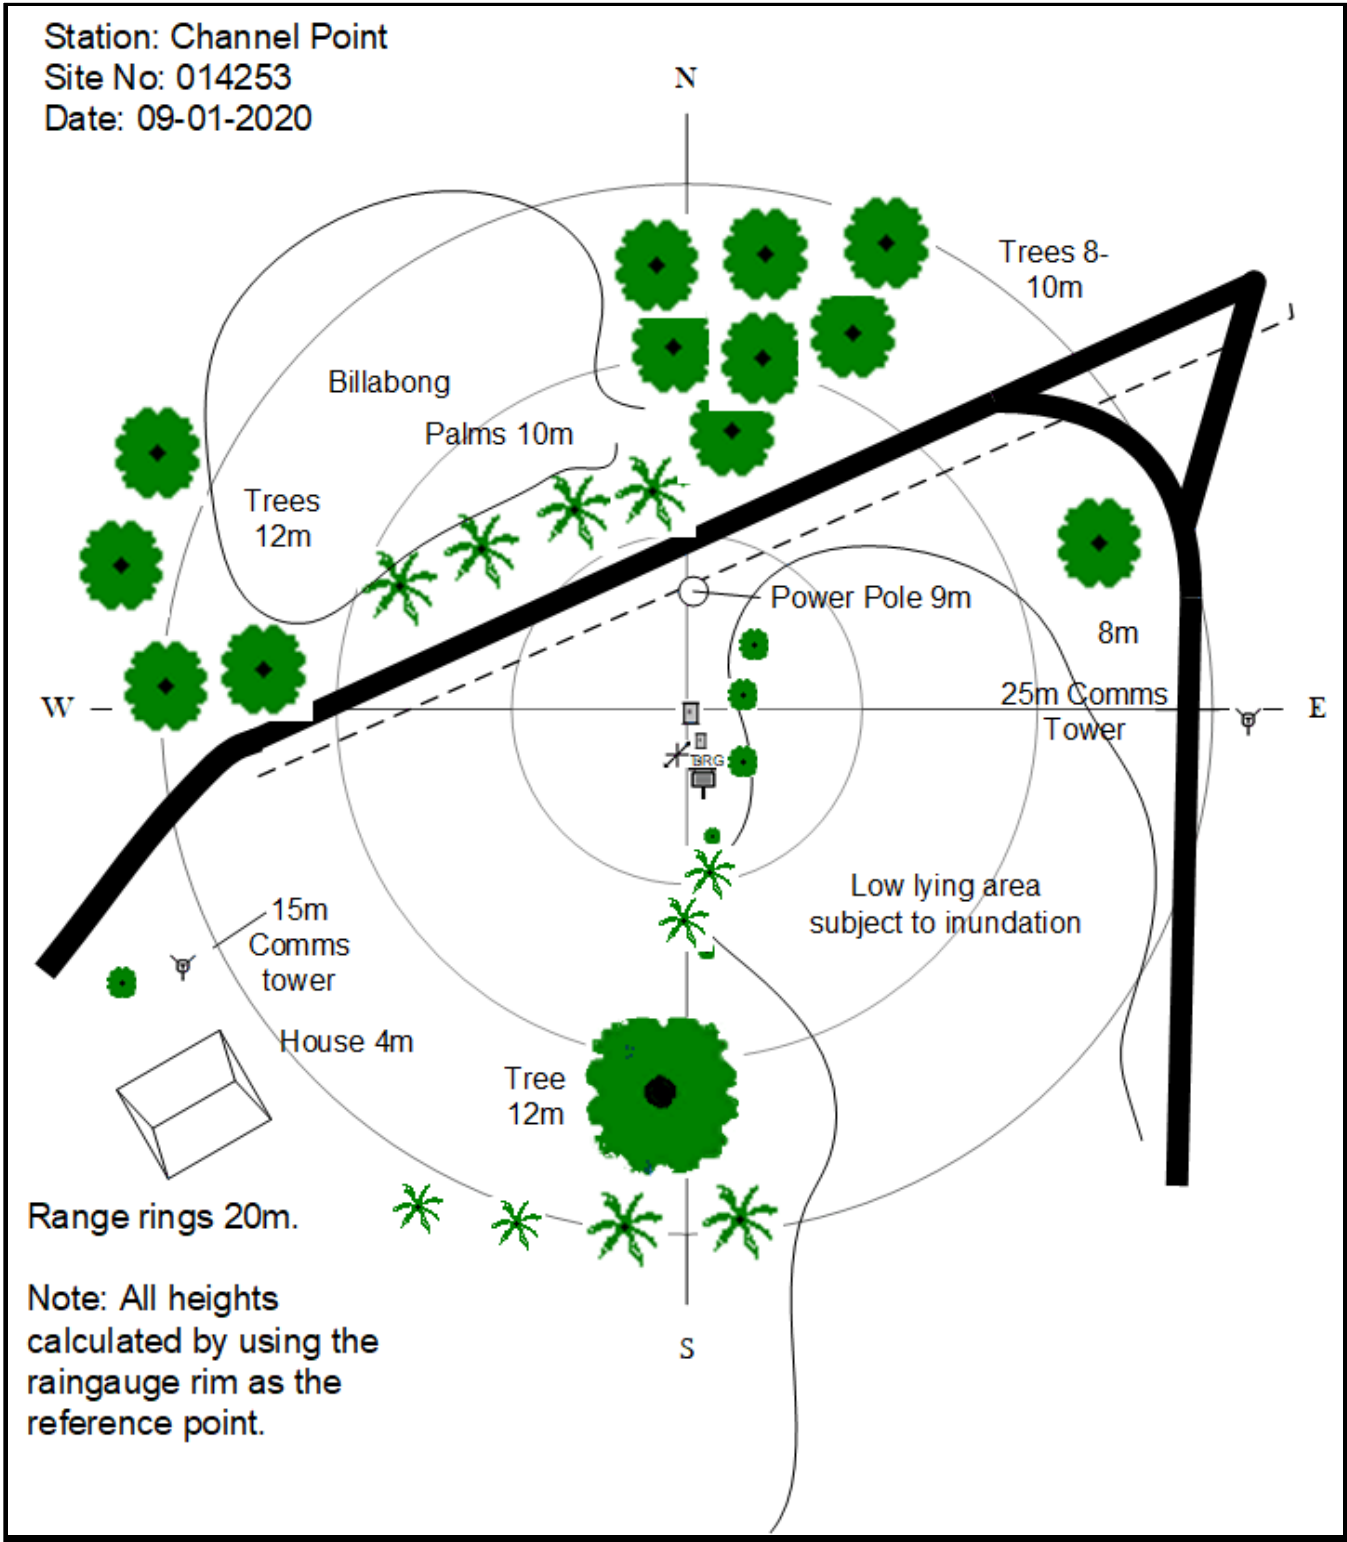 Station: Channel Point
Site No: 014253
Date: 09-01-2020
N
Trees 8-
10m
Billabong
Palms 10m
Trees
12m
Power Pole 9m
8m
W
25m Comms
Tower
E
TBRG
Low lying area
subject to inundation
15m
Comms
tower
House 4m
Tree
12m
Range rings 20m.
Note: All heights
calculated by using the
raingauge rim as the
reference point.
S